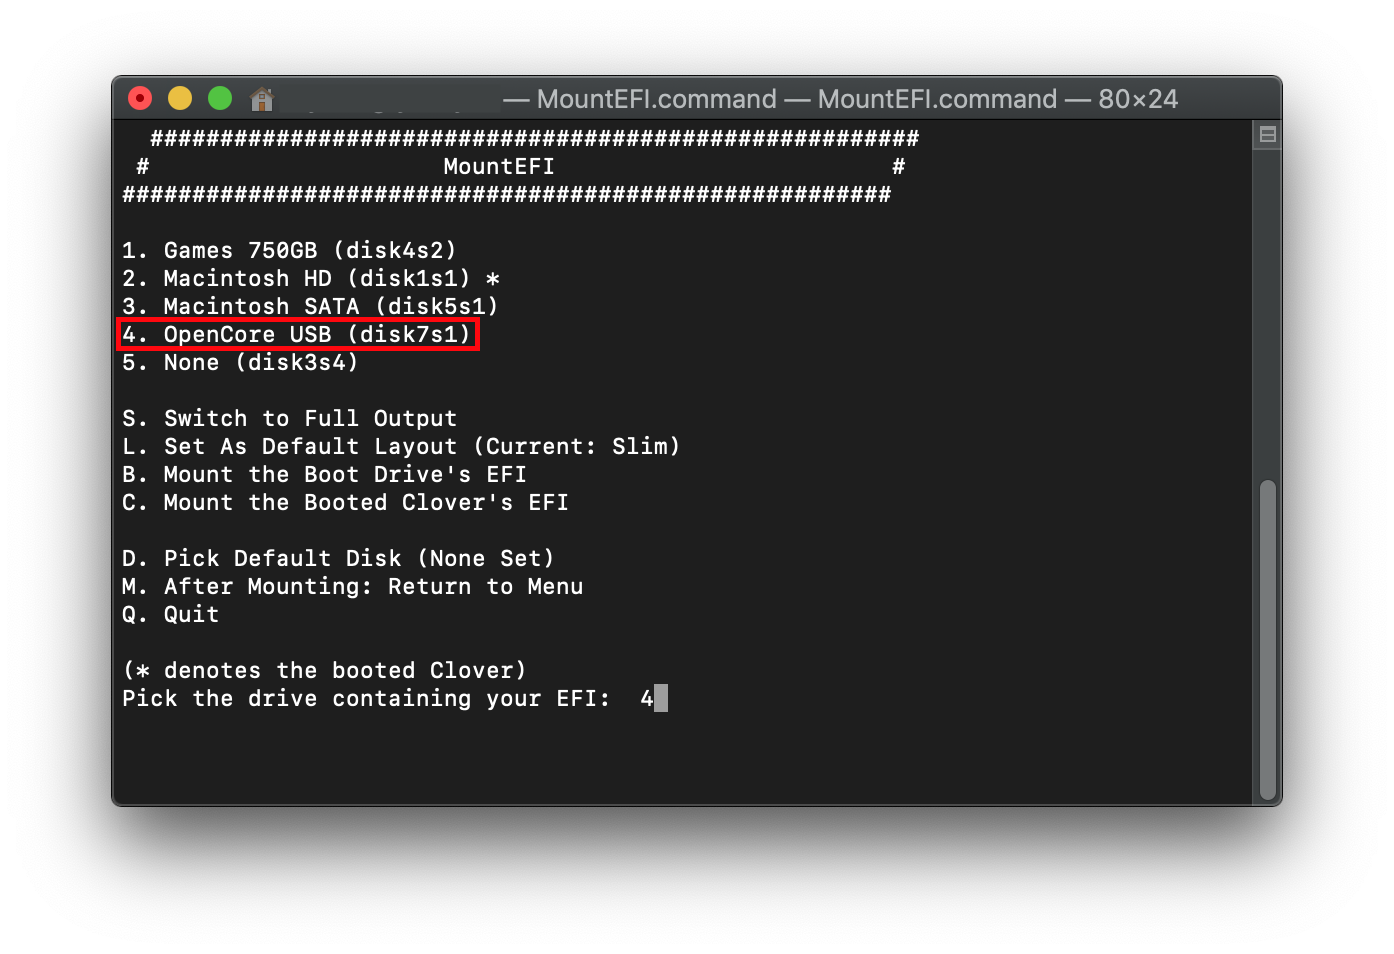 — MountEFI.command — MountEFI.command — 80×24
#######################################################
# MountEFI #
#######################################################
1. Games 750GB (disk4s2)
2. Macintosh HD (disk1s1) *
3. Macintosh SATA (disk5s1)
4. OpenCore USB (disk7s1)
5. None (disk3s4)
S. Switch to Full Output
L. Set As Default Layout (Current: Slim)
B. Mount the Boot Drive's EFI
C. Mount the Booted Clover's EFI
D. Pick Default Disk (None Set)
M. After Mounting: Return to Menu
Q. Quit
(* denotes the booted Clover)
Pick the drive containing your EFI:  4